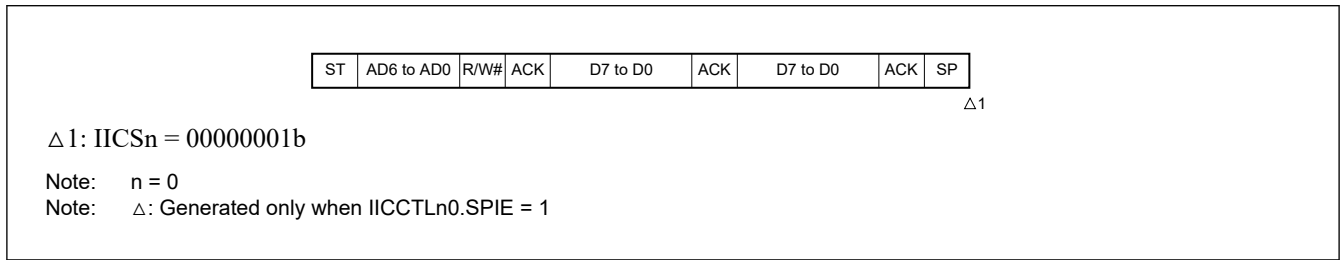 ST AD6 to AD0 R/W# ACK D7 to D0 ACK D7 to D0 ACK SP
△1
△1: IICSn = 00000001b
Note: n = 0
Note: △: Generated only when IICCTLn0.SPIE = 1